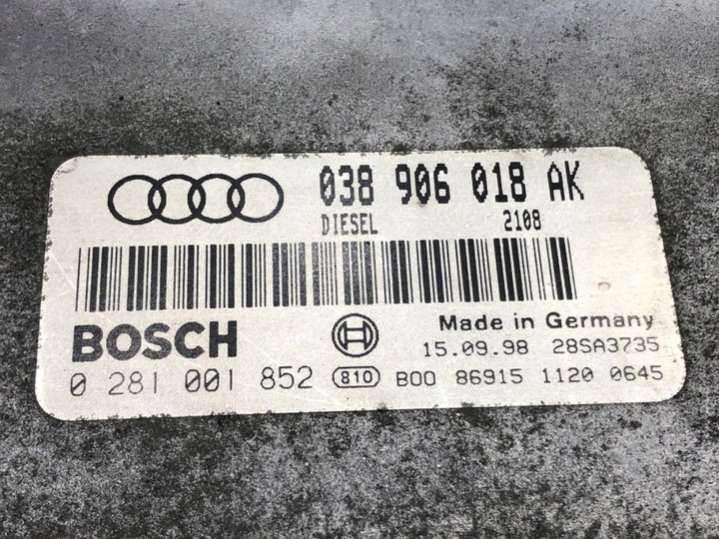 038 906 018 AK
DIESEL 2108
BOSCH Made in Germany
15.09.98 28SA3735
0 281 001 852 810 B00 86915 1120 0645